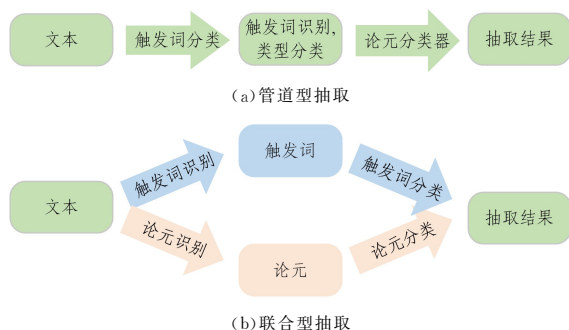 文本
触发词分类
触发词识别,
类型分类
论元分类器
抽取结果
(a)管道型抽取
文本
触发词识别
触发词
触发词分类
论元识别
论元
论元分类
抽取结果
(b)联合型抽取